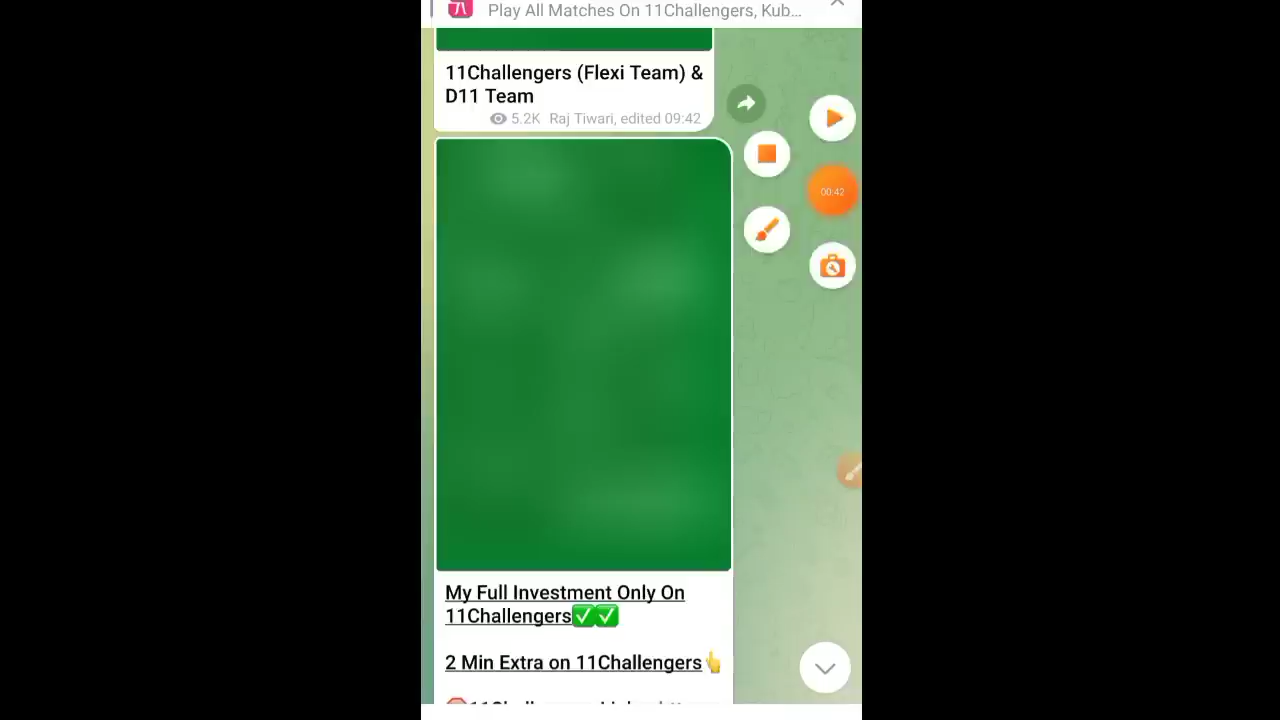 Play All Matches On 11Challengers, Kub...
11Challengers (Flexi Team) &
D11 Team
5.2K Raj Tiwari, edited 09:42
00:42
My Full Investment Only On
11Challengers✅✅
2 Min Extra on 11Challengers👆